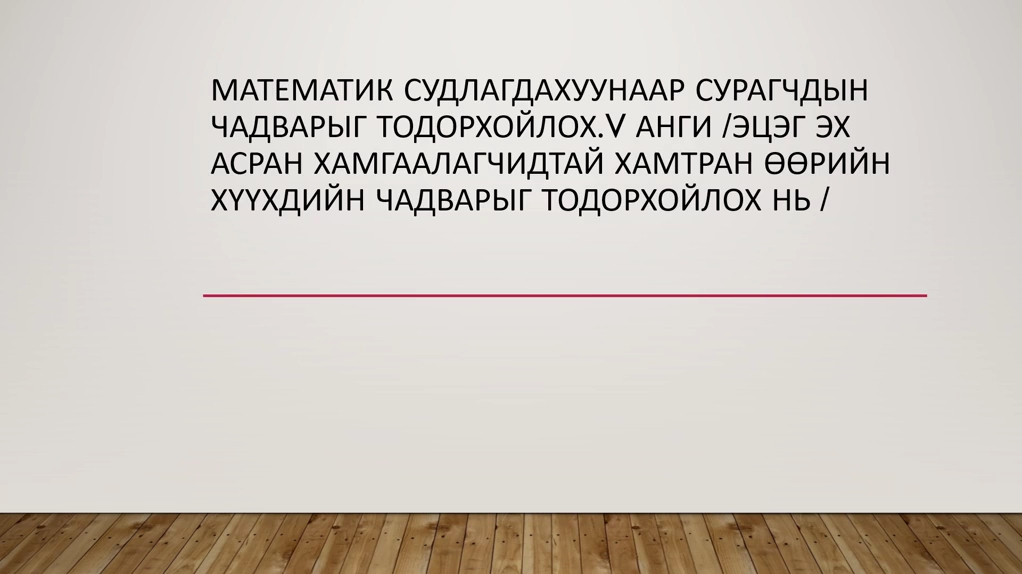 МАТЕМАТИК СУДЛАГДАХУУНААР СУРАГЧДЫН
ЧАДВАРЫГ ТОДОРХОЙЛОХ.V АНГИ /ЭЦЭГ ЭХ
АСРАН ХАМГААЛАГЧИДТАЙ ХАМТРАН ӨӨРИЙН
ХҮҮХДИЙН ЧАДВАРЫГ ТОДОРХОЙЛОХ НЬ /